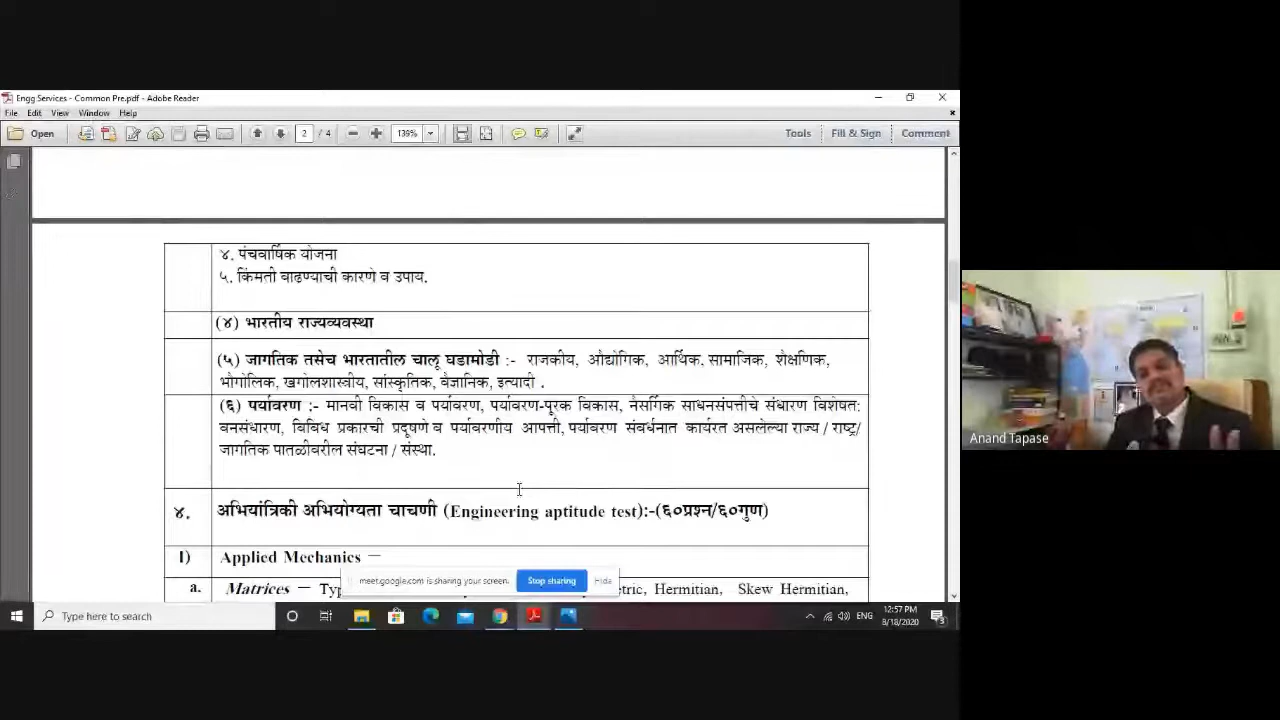 Engg Services - Common Pre.pdf - Adobe Reader
File Edit View Window Help
Open 2 / 4 139% Tools Fill & Sign Comment
४. पंचवार्षिक योजना
५. किंमती वाढण्याची कारणे व उपाय.
(४) भारतीय राज्यव्यवस्था
(५) जागतिक तसेच भारतातील चालू घडामोडी :- राजकीय, औद्योगिक, आर्थिक, सामाजिक, शैक्षणिक,
भौगोलिक, खगोलशास्त्रीय, सांस्कृतिक, वैज्ञानिक, इत्यादी .
(६) पर्यावरण :- मानवी विकास व पर्यावरण, पर्यावरण-पूरक विकास, नैसर्गिक साधनसंपत्तीचे संधारण विशेषत:
वनसंधारण, विविध प्रकारची प्रदूषणे व पर्यावरणीय आपत्ती, पर्यावरण संवर्धनात कार्यरत असलेल्या राज्य / राष्ट्र/
जागतिक पातळीवरील संघटना / संस्था.
Anand Tapase
४. अभियांत्रिकी अभियोग्यता चाचणी (Engineering aptitude test):-(६०प्रश्न/६०गुण)
I) Applied Mechanics –
meet.google.com is sharing your screen. Stop sharing Hide
a. Matrices – Hermitian, Skew Hermitian,
Type here to search
ENG
12:57 PM
8/18/2020